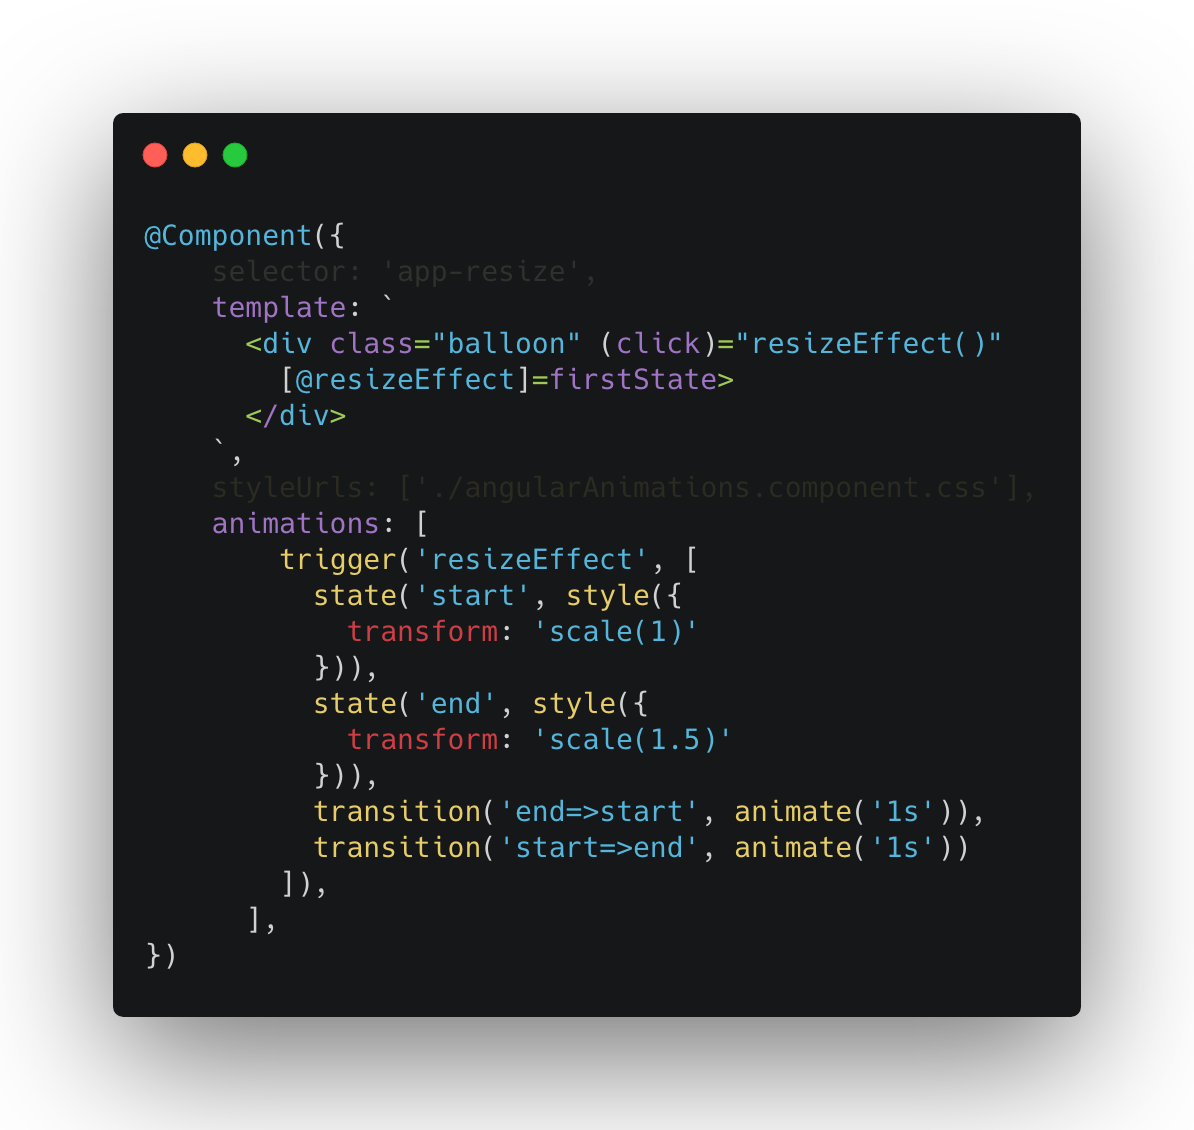 @Component({
    selector: 'app-resize',
    template: `
      <div class="balloon" (click)="resizeEffect()"
        [@resizeEffect]=firstState>
      </div>
    `,
    styleUrls: ['./angularAnimations.component.css'],
    animations: [
        trigger('resizeEffect', [
          state('start', style({
            transform: 'scale(1)'
          })),
          state('end', style({
            transform: 'scale(1.5)'
          })),
          transition('end=>start', animate('1s')),
          transition('start=>end', animate('1s'))
        ]),
      ],
})